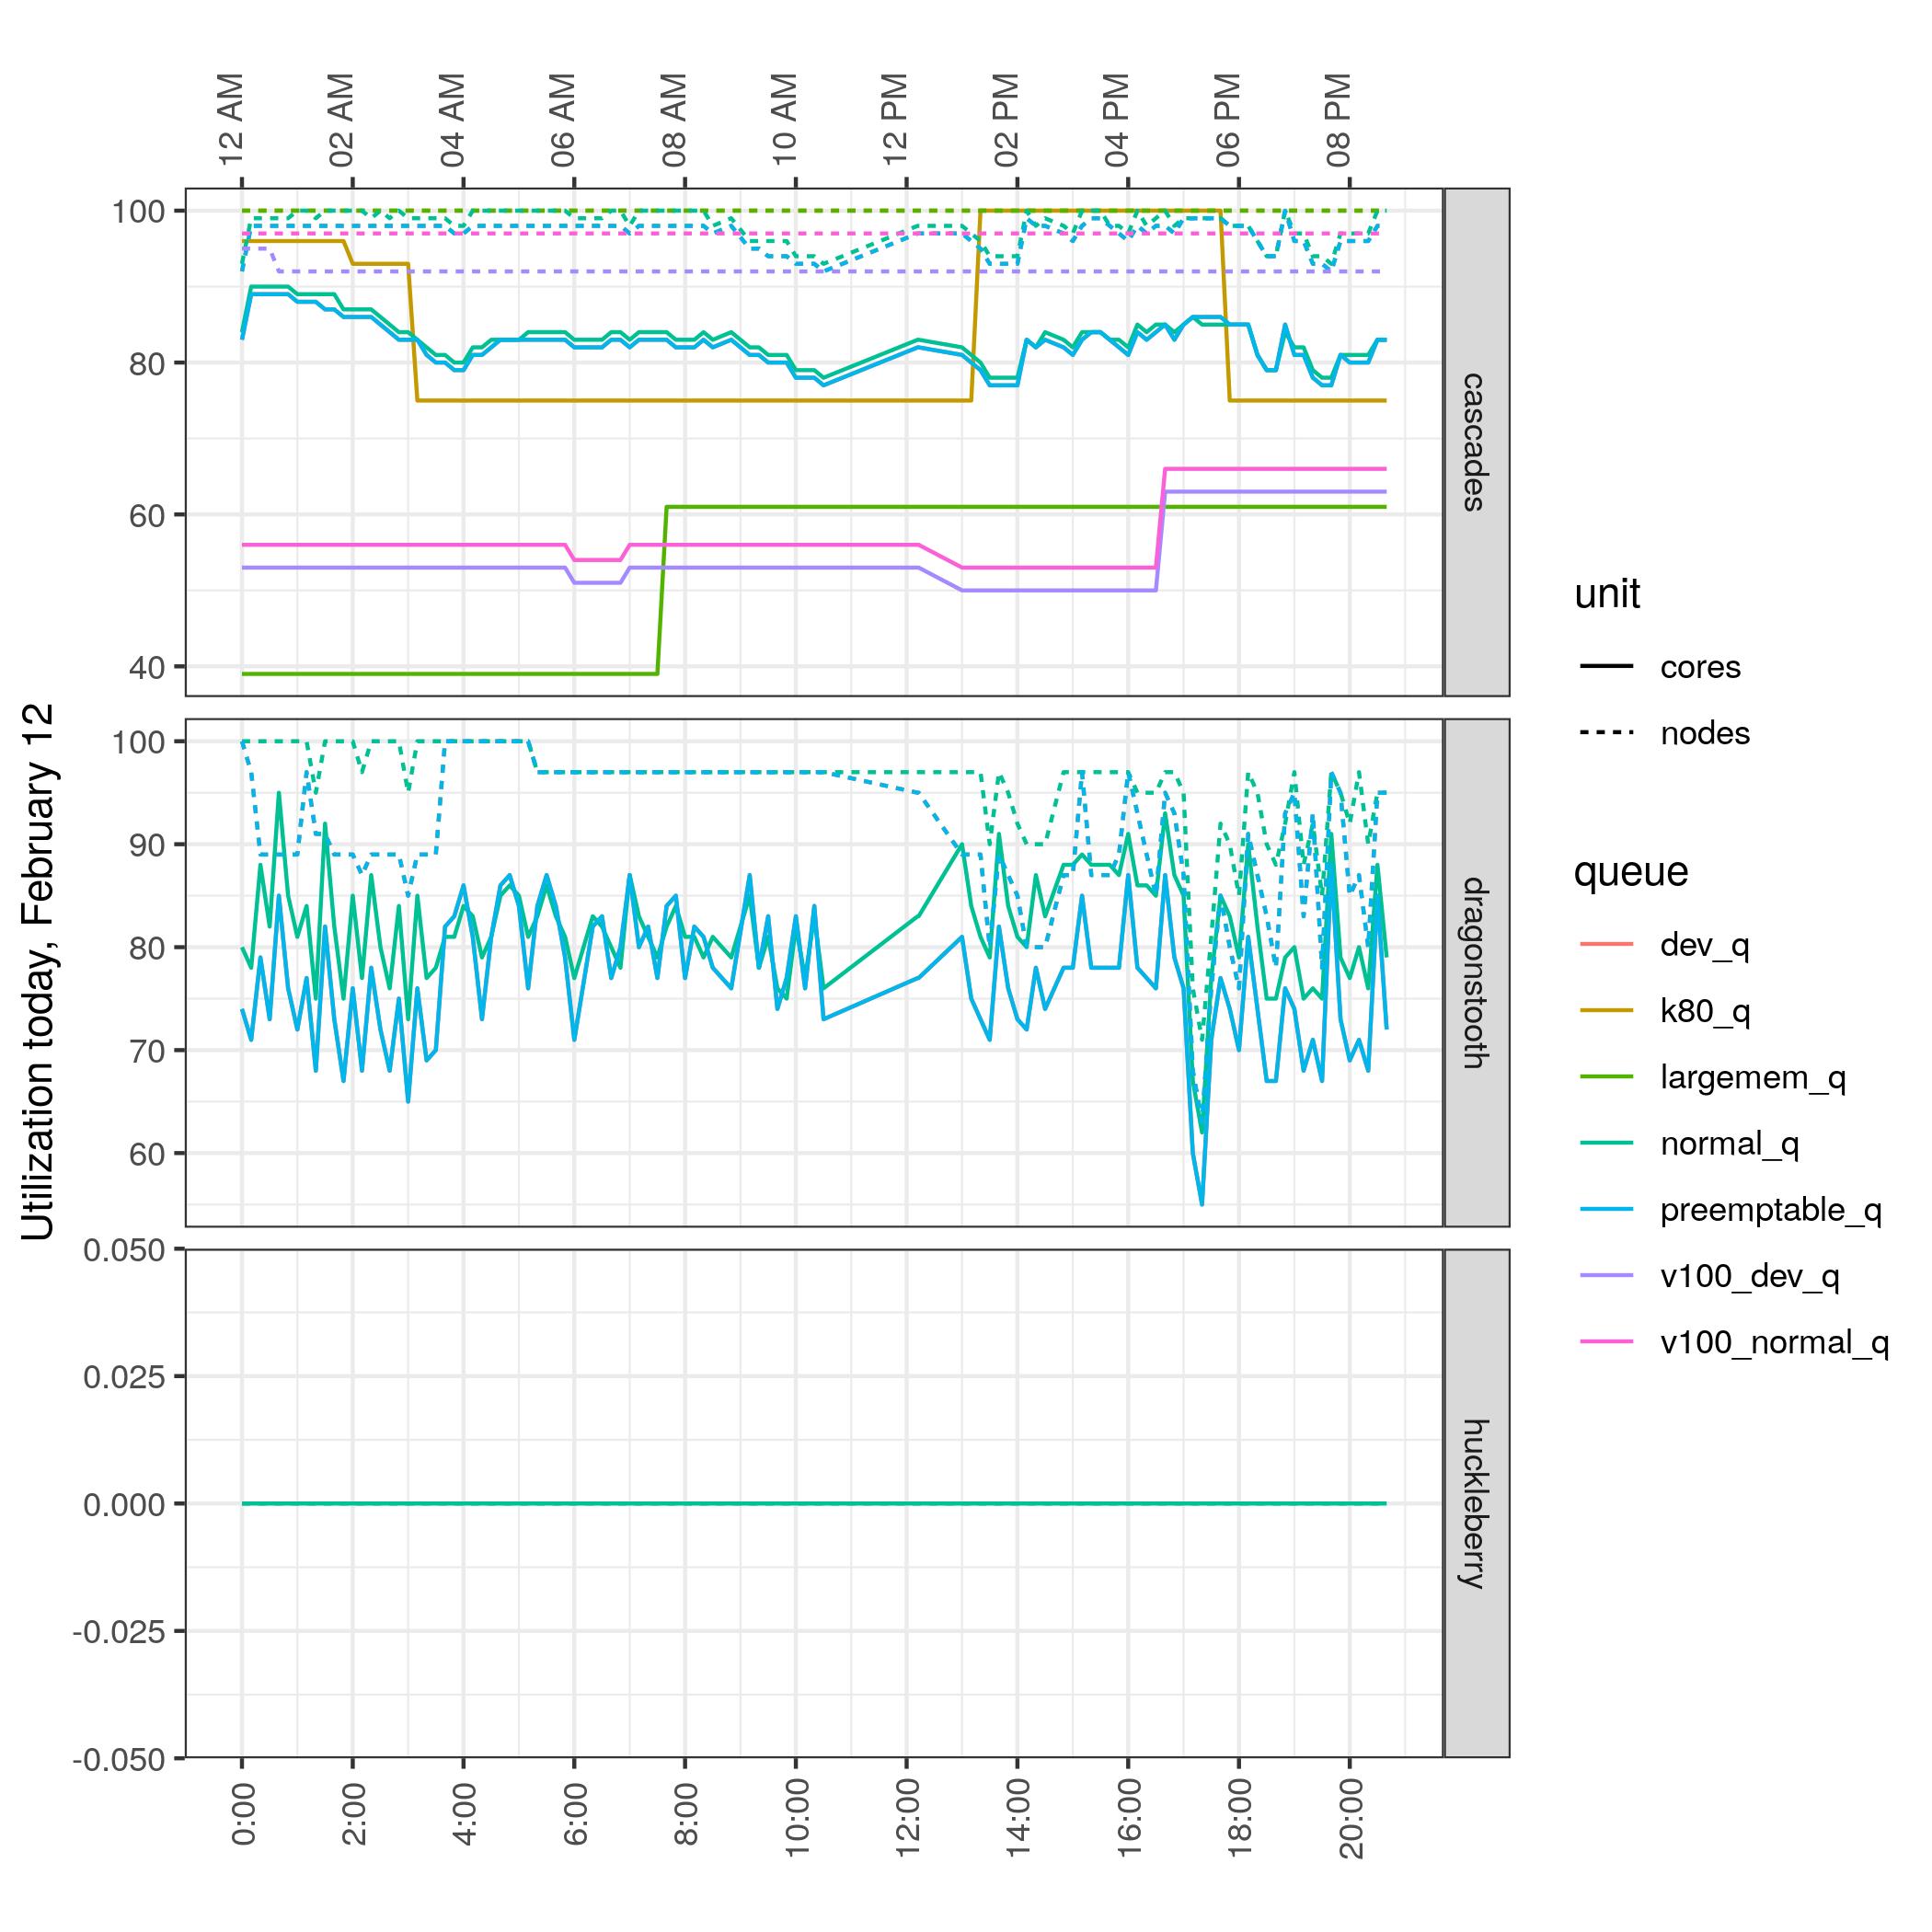 12 AM
02 AM
04 AM
06 AM
08 AM
10 AM
12 PM
02 PM
04 PM
06 PM
08 PM
Utilization today, February 12
100
80
60
40
cascades
100
90
80
70
60
dragonstooth
0.050
0.025
0.000
-0.025
-0.050
huckleberry
0:00
2:00
4:00
6:00
8:00
10:00
12:00
14:00
16:00
18:00
20:00
unit
cores
nodes
queue
dev_q
k80_q
largemem_q
normal_q
preemptable_q
v100_dev_q
v100_normal_q